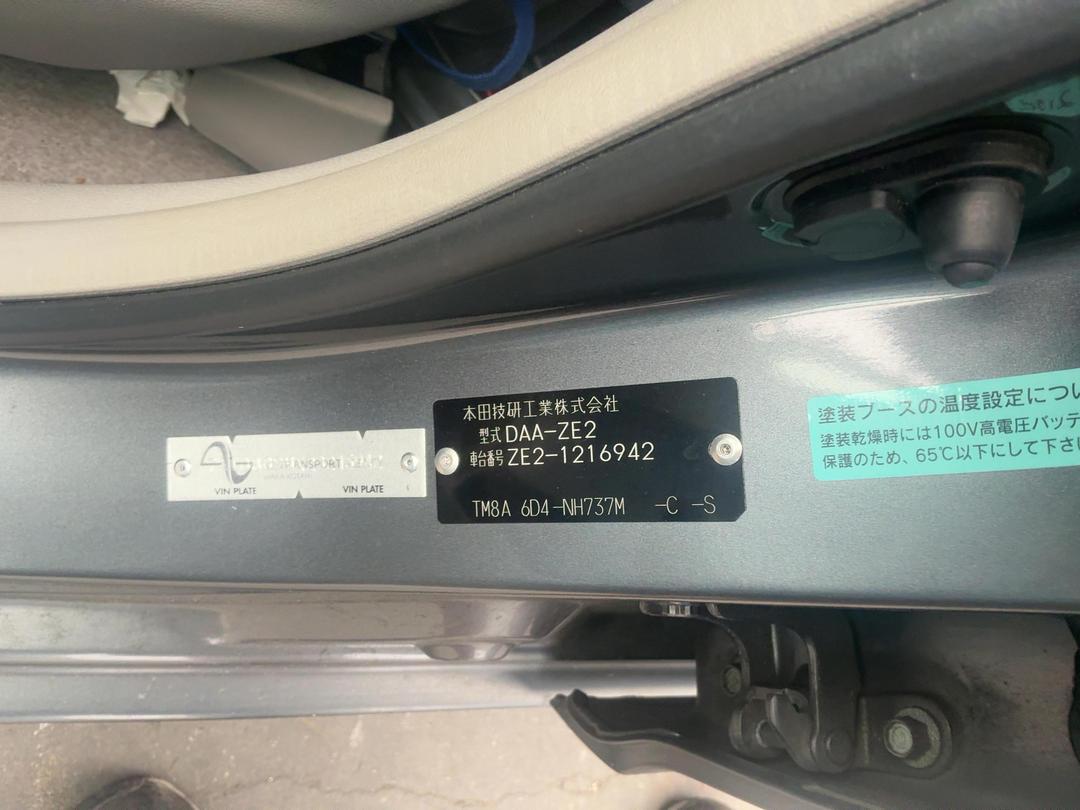 本田技研工業株式会社
型式 DAA-ZE2
車台番号 ZE2-1216942
TM8A 6D4-NH737M -C -S
TRANSPORT
VIN PLATE VIN PLATE
塗装ブースの温度設定につい
塗装乾燥時には100V高電圧バッテ
保護のため、65℃以下にして下さ